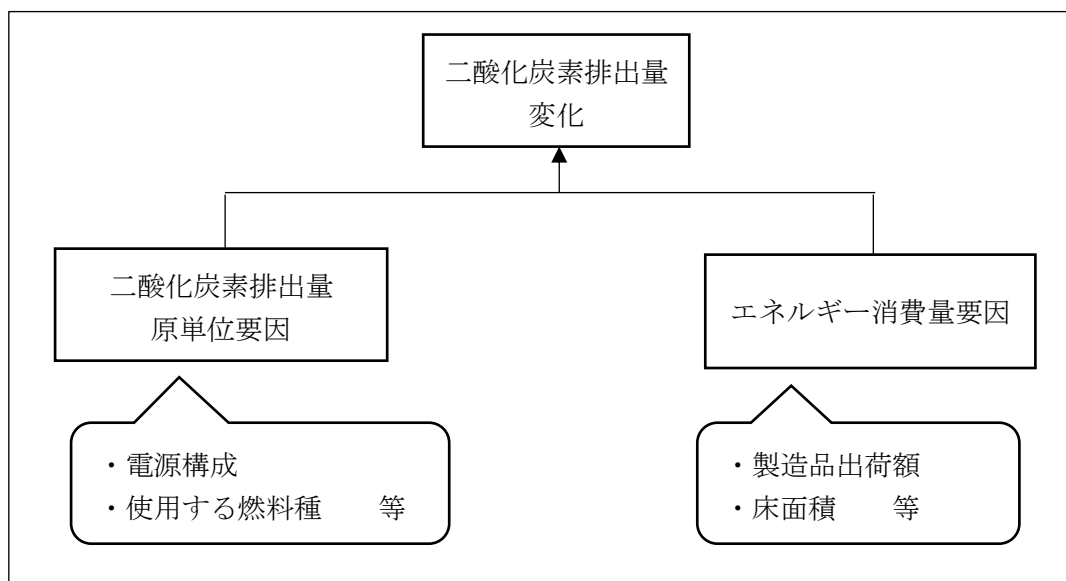 二酸化炭素排出量
変化
二酸化炭素排出量
原単位要因
エネルギー消費量要因
・電源構成
・使用する燃料種　　等
・製造品出荷額
・床面積　　等